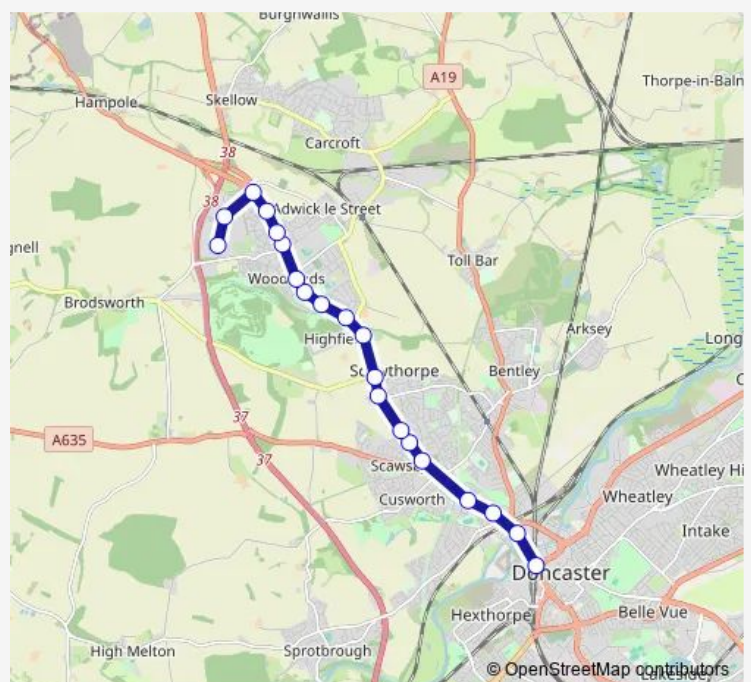 Burghwallis
A19
Thorpe-in-Baln
Hampole
Skellow
Carcroft
38
38
Adwick le Street
gnell
Toll Bar
Brodsworth
Arksey
Highfie
Long
Bentley
37
A635
37
Scaws
Wheatley Hi
Cusworth
Wheatley
Intake
Doncaster
Hexthorpe
Belle Vue
High Melton
Sprotbrough
© OpenStreetMap contributors